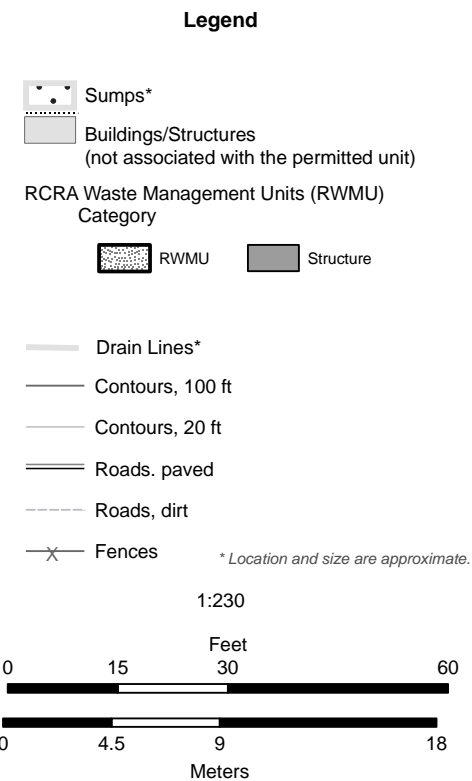 Legend
Sumps*
Buildings/Structures
(not associated with the permitted unit)
RCRA Waste Management Units (RWMU)
Category
RWMU Structure
Drain Lines*
Contours, 100 ft
Contours, 20 ft
Roads. paved
Roads, dirt
X Fences
* Location and size are approximate.
1:230
Feet
0 15 30 60
0 4.5 9 18
Meters